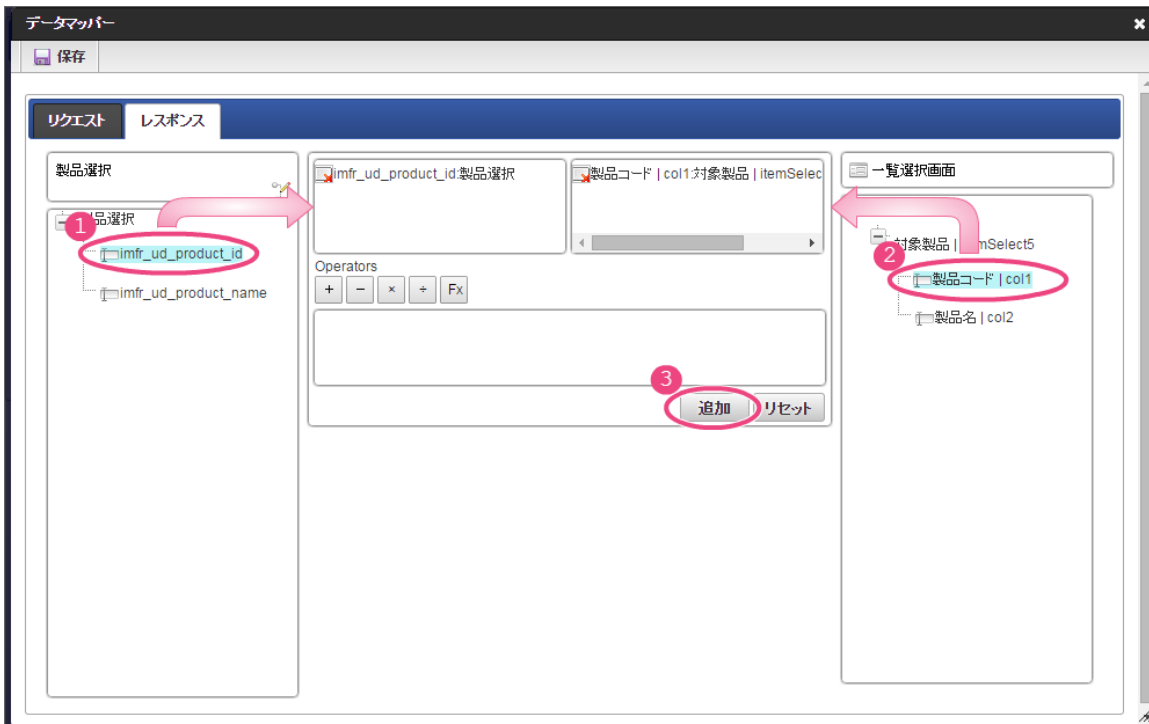 データマッパー
保存
リクエスト レスポンス
製品選択
品選択
1
imfr_ud_product_id
imfr_ud_product_name
imfr_ud_product_id:製品選択
製品コード | col1:対象製品 | itemSelec
Operators
+ − × ÷ Fx
3
追加 リセット
一覧選択画面
対象製品 | mSelect5
2
製品コード | col1
製品名 | col2